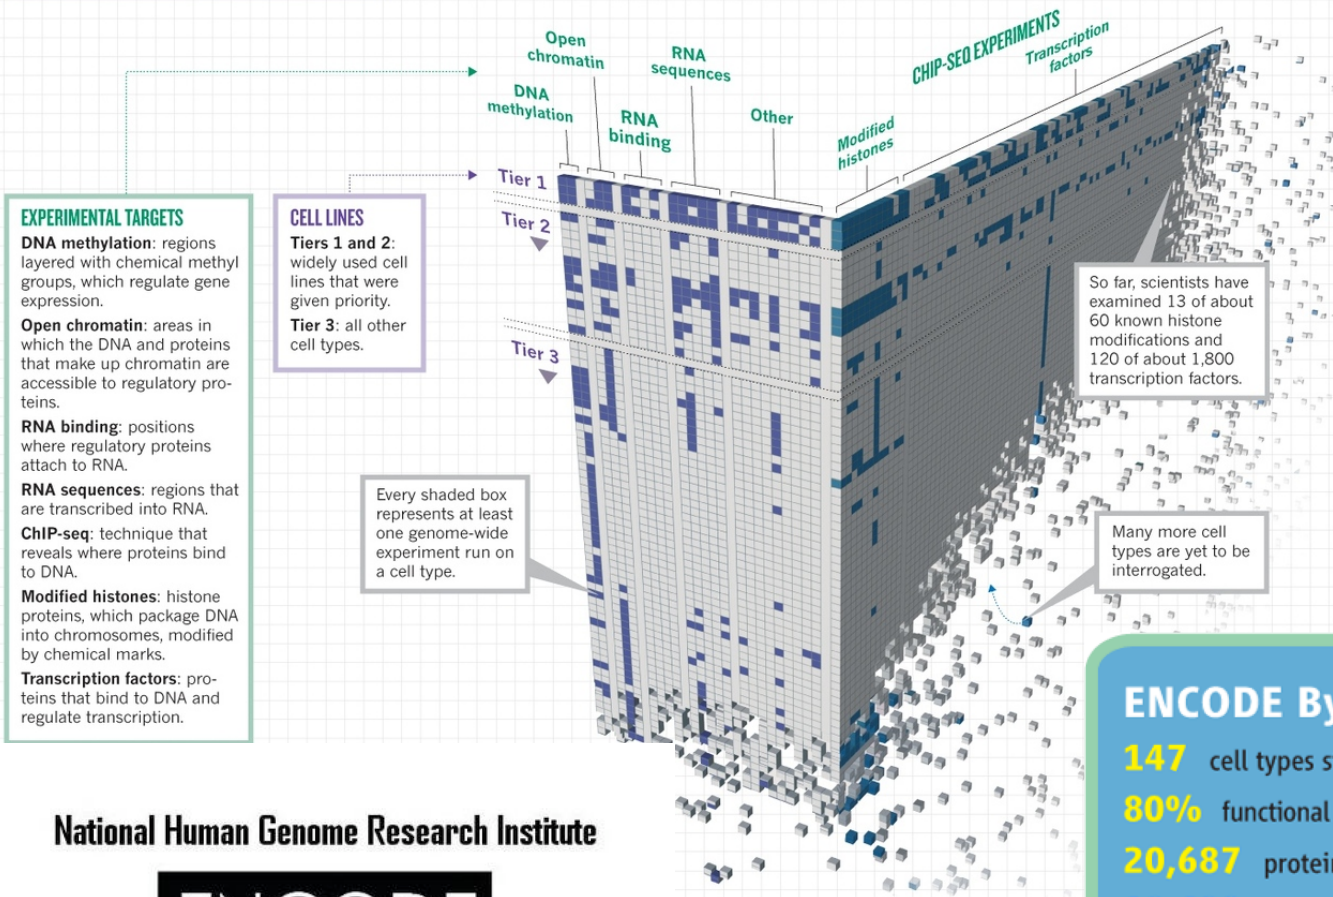 CHIP-SEQ EXPERIMENTS
Transcription
factors
Open
chromatin
RNA
sequences
DNA
methylation
RNA
binding
Other
Modified
histones
Tier 1
Tier 2
Tier 3
EXPERIMENTAL TARGETS
DNA methylation: regions
layered with chemical methyl
groups, which regulate gene
expression.
Open chromatin: areas in
which the DNA and proteins
that make up chromatin are
accessible to regulatory pro-
teins.
RNA binding: positions
where regulatory proteins
attach to RNA.
RNA sequences: regions that
are transcribed into RNA.
ChIP-seq: technique that
reveals where proteins bind
to DNA.
Modified histones: histone
proteins, which package DNA
into chromosomes, modified
by chemical marks.
Transcription factors: pro-
teins that bind to DNA and
regulate transcription.
CELL LINES
Tiers 1 and 2:
widely used cell
lines that were
given priority.
Tier 3: all other
cell types.
So far, scientists have
examined 13 of about
60 known histone
modifications and
120 of about 1,800
transcription factors.
Every shaded box
represents at least
one genome-wide
experiment run on
a cell type.
Many more cell
types are yet to be
interrogated.
ENCODE By
147 cell types s
80% functional
20,687 protein
National Human Genome Research Institute
ENCODE